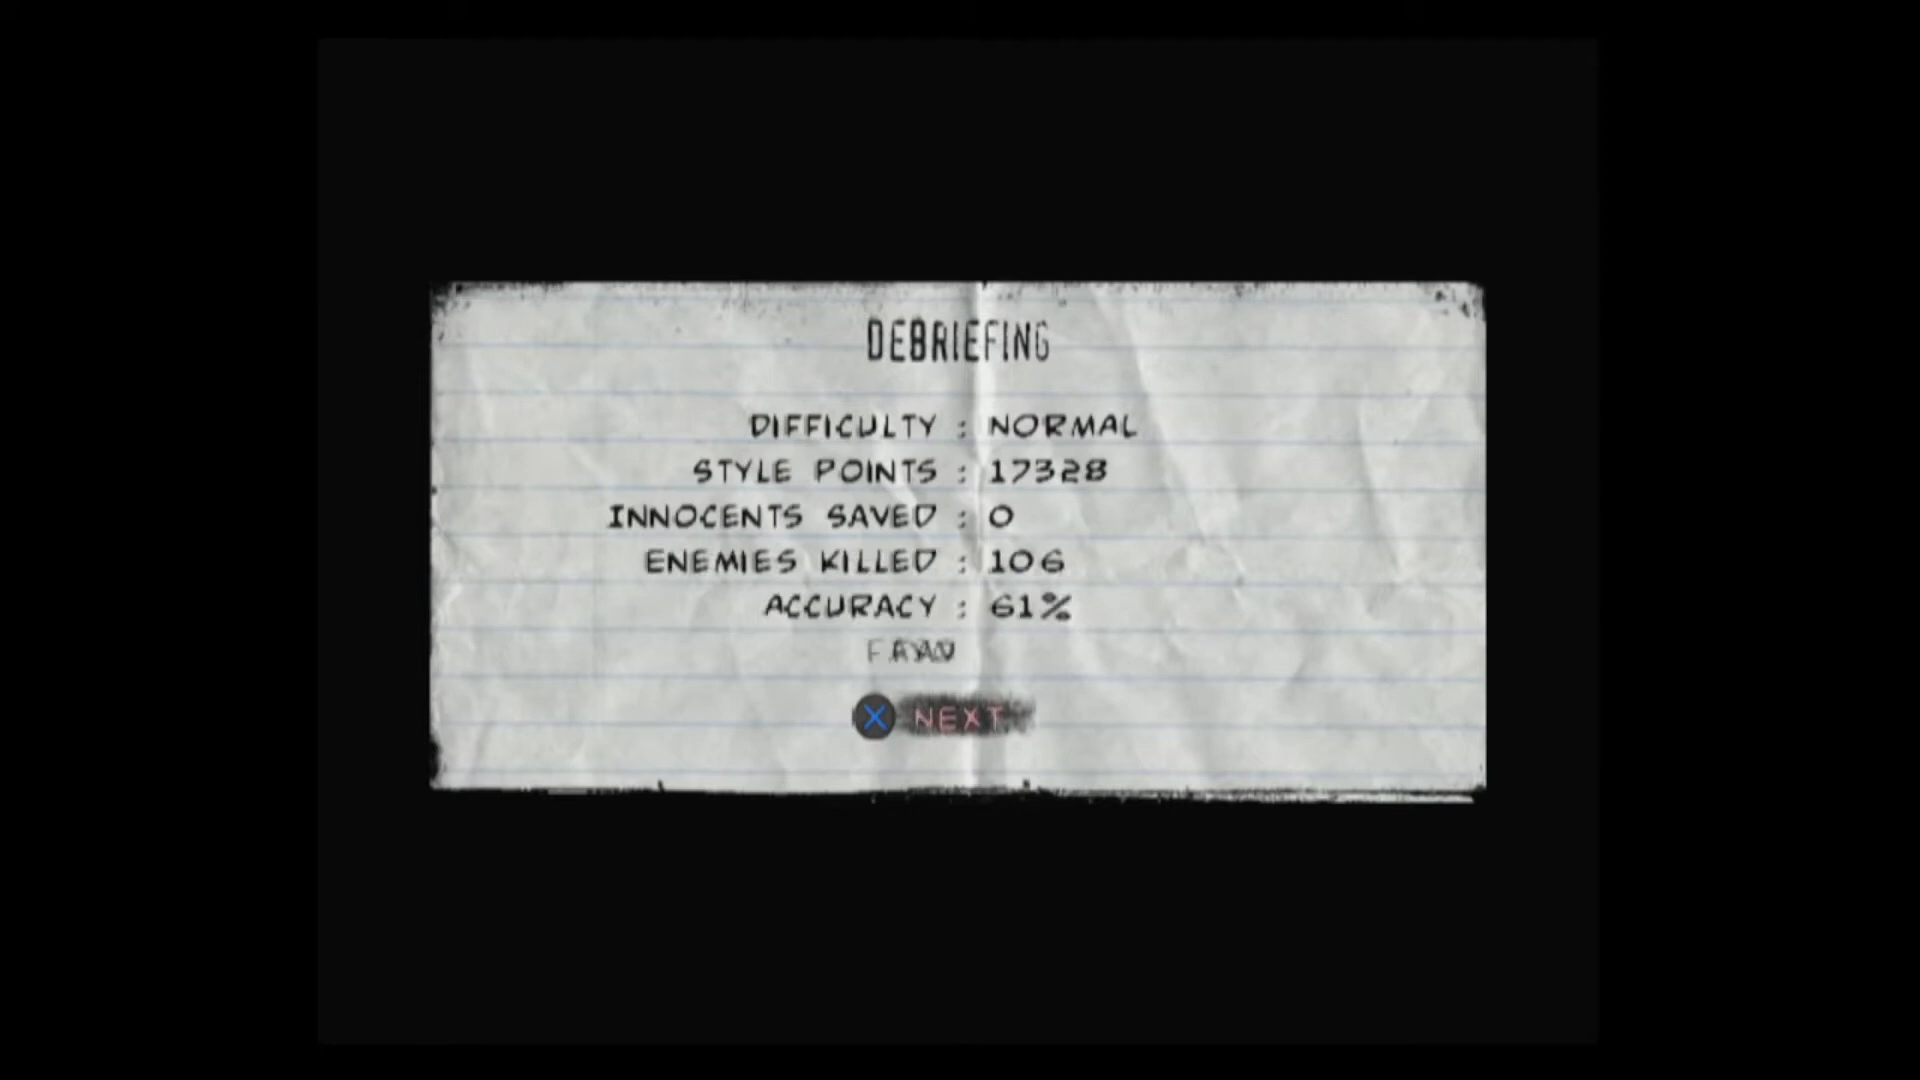 DEBRIEFING
DIFFICULTY : NORMAL
STYLE POINTS : 17328
INNOCENTS SAVED : 0
ENEMIES KILLED : 106
ACCURACY : 61%
NEXT